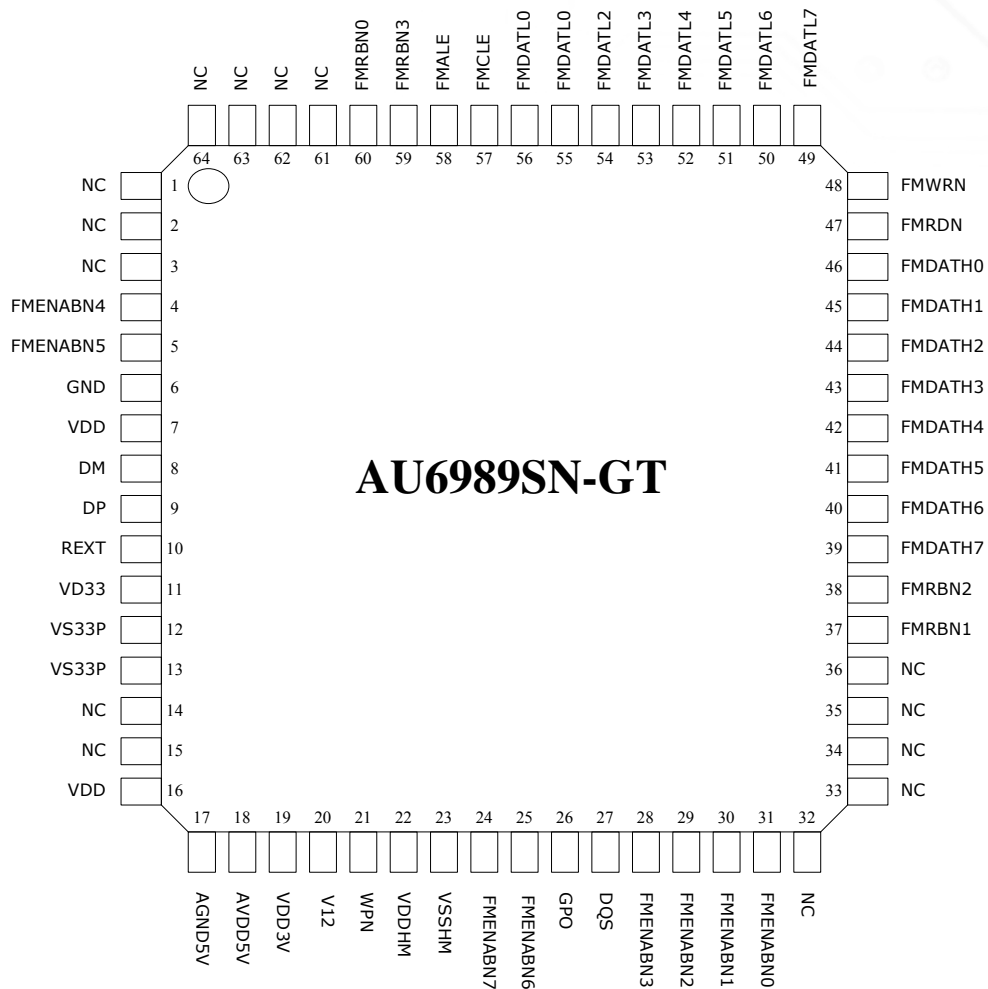 NC
NC
NC
NC
FMRBN0
FMRBN3
FMALE
FMCLE
FMDATL0
FMDATL0
FMDATL2
FMDATL3
FMDATL4
FMDATL5
FMDATL6
FMDATL7
64 63 62 61 60 59 58 57 56 55 54 53 52 51 50 49
NC 1 48 FMWRN
NC 2 47 FMRDN
NC 3 46 FMDATH0
FMENABN4 4 45 FMDATH1
FMENABN5 5 44 FMDATH2
GND 6 43 FMDATH3
VDD 7 42 FMDATH4
DM 8 41 FMDATH5
AU6989SN-GT
DP 9 40 FMDATH6
REXT 10 39 FMDATH7
VD33 11 38 FMRBN2
VS33P 12 37 FMRBN1
VS33P 13 36 NC
NC 14 35 NC
NC 15 34 NC
VDD 16 33 NC
17 18 19 20 21 22 23 24 25 26 27 28 29 30 31 32
AGND5V
AVDD5V
VDD3V
V12
WPN
VDDHM
VSSHM
FMENABN7
FMENABN6
GPO
DQS
FMENABN3
FMENABN2
FMENABN1
FMENABN0
NC